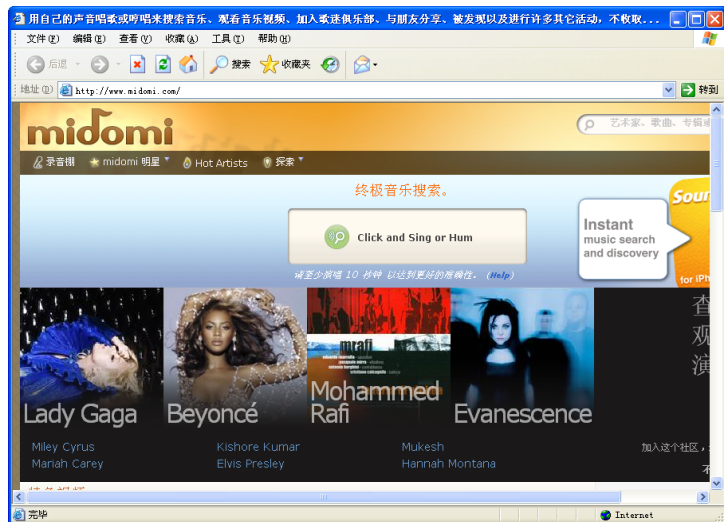 用自己的声音唱歌或哼唱来搜索音乐、观看音乐视频、加入歌迷俱乐部、与朋友分享、被发现以及进行许多其它活动，不收取...
文件(F) 编辑(E) 查看(V) 收藏(A) 工具(T) 帮助(H)
后退 搜索 收藏夹
地址(D) http://www.midomi.com/ 转到
midomi
艺术家、歌曲、专辑
录音棚 midomi 明星 Hot Artists 探索
终极音乐搜索。
Click and Sing or Hum
请至少演唱 10 秒钟 以达到更好的准确性。 (Help)
Instant
music search
and discovery
Soun
for iPh
查
观
演
mrafi
Lady Gaga
Beyoncé
Mohammed
Rafi
Evanescence
Miley Cyrus Kishore Kumar Mukesh
Mariah Carey Elvis Presley Hannah Montana
加入这个社区，
完毕 Internet